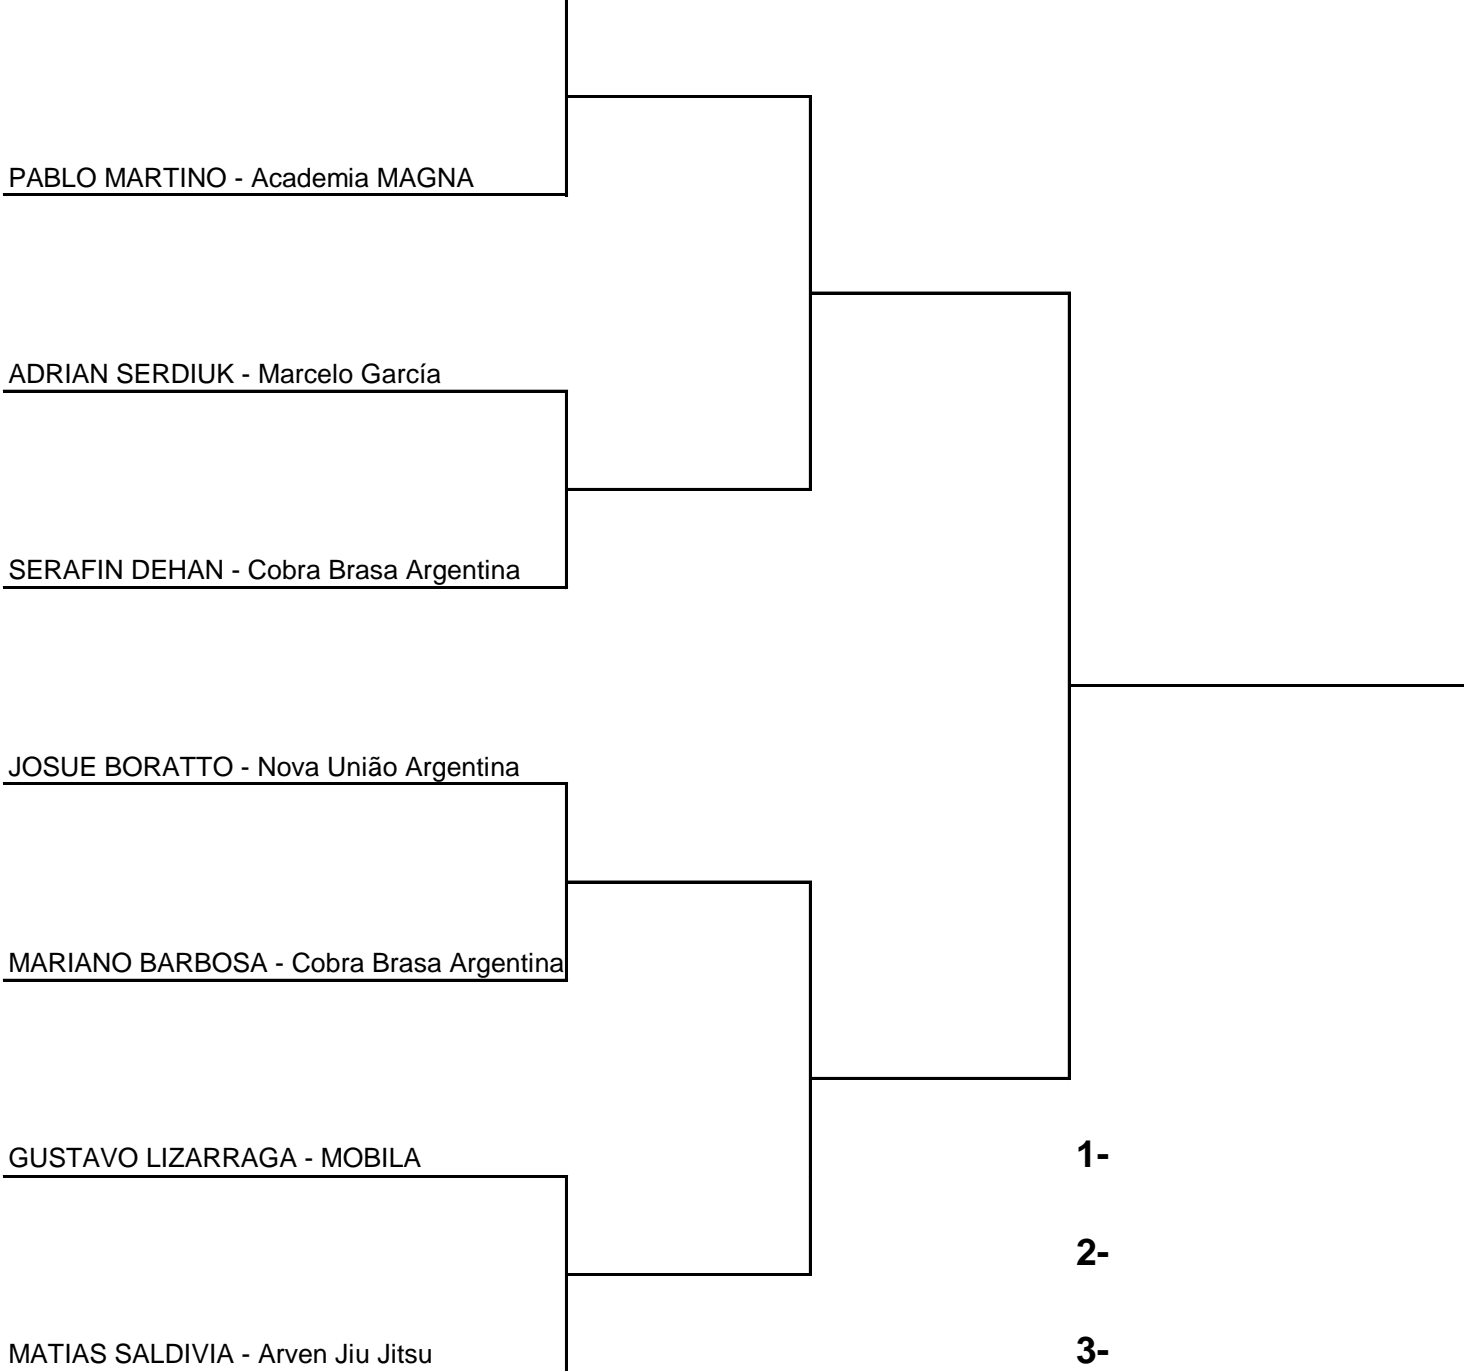 PABLO MARTINO - Academia MAGNA
ADRIAN SERDIUK - Marcelo García
SERAFIN DEHAN - Cobra Brasa Argentina
JOSUE BORATTO - Nova União Argentina
MARIANO BARBOSA - Cobra Brasa Argentina
GUSTAVO LIZARRAGA - MOBILA
1-
2-
MATIAS SALDIVIA - Arven Jiu Jitsu
3-